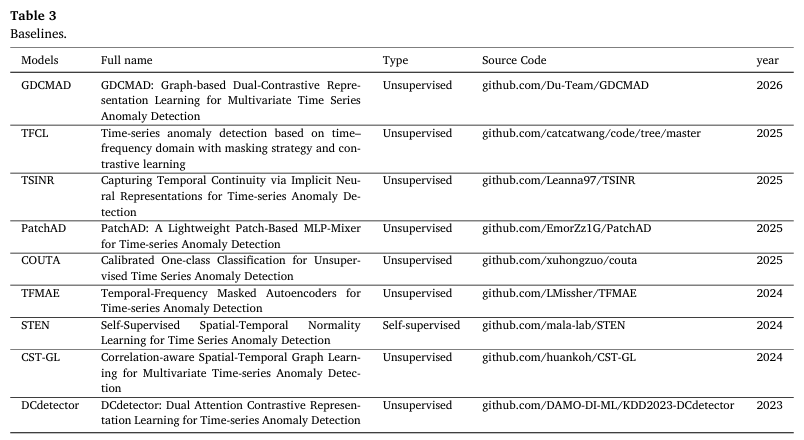 Table 3
Baselines.
Models Full name Type Source Code year
GDCMAD GDCMAD: Graph-based Dual-Contrastive Repre- Unsupervised github.com/Du-Team/GDCMAD 2026
sentation Learning for Multivariate Time Series
Anomaly Detection
TFCL Time-series anomaly detection based on time– Unsupervised github.com/catcatwang/code/tree/master 2025
frequency domain with masking strategy and con-
trastive learning
TSINR Capturing Temporal Continuity via Implicit Neu- Unsupervised github.com/Leanna97/TSINR 2025
ral Representations for Time-series Anomaly De-
tection
PatchAD PatchAD: A Lightweight Patch-Based MLP-Mixer Unsupervised github.com/EmorZz1G/PatchAD 2025
for Time-series Anomaly Detection
COUTA Calibrated One-class Classification for Unsuper- Unsupervised github.com/xuhongzuo/couta 2025
vised Time Series Anomaly Detection
TFMAE Temporal-Frequency Masked Autoencoders for Unsupervised github.com/LMissher/TFMAE 2024
Time-series Anomaly Detection
STEN Self-Supervised Spatial-Temporal Normality Self-supervised github.com/mala-lab/STEN 2024
Learning for Time Series Anomaly Detection
CST-GL Correlation-aware Spatial-Temporal Graph Learn- Unsupervised github.com/huankoh/CST-GL 2024
ing for Multivariate Time-series Anomaly Detec-
tion
DCdetector DCdetector: Dual Attention Contrastive Represen- Unsupervised github.com/DAMO-DI-ML/KDD2023-DCdetector 2023
tation Learning for Time-series Anomaly Detection